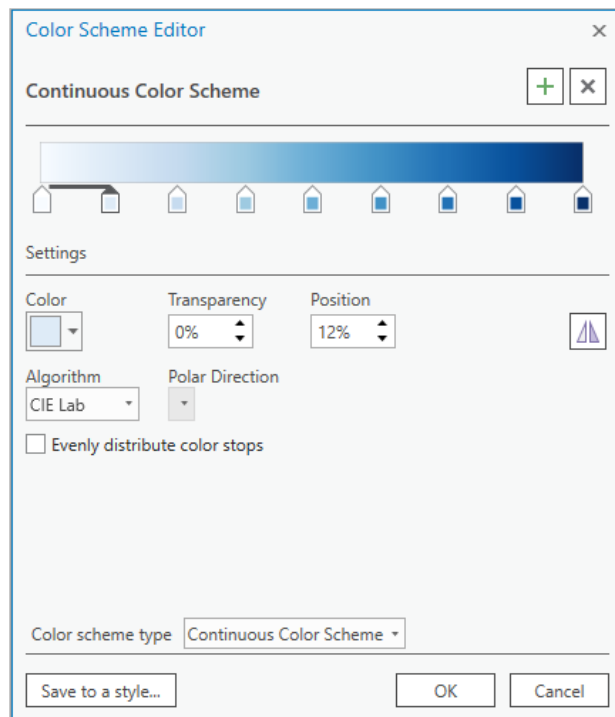 Color Scheme Editor
Continuous Color Scheme
Settings
Color Transparency Position
0% 12%
Algorithm Polar Direction
CIE Lab
Evenly distribute color stops
Color scheme type Continuous Color Scheme
Save to a style... OK Cancel